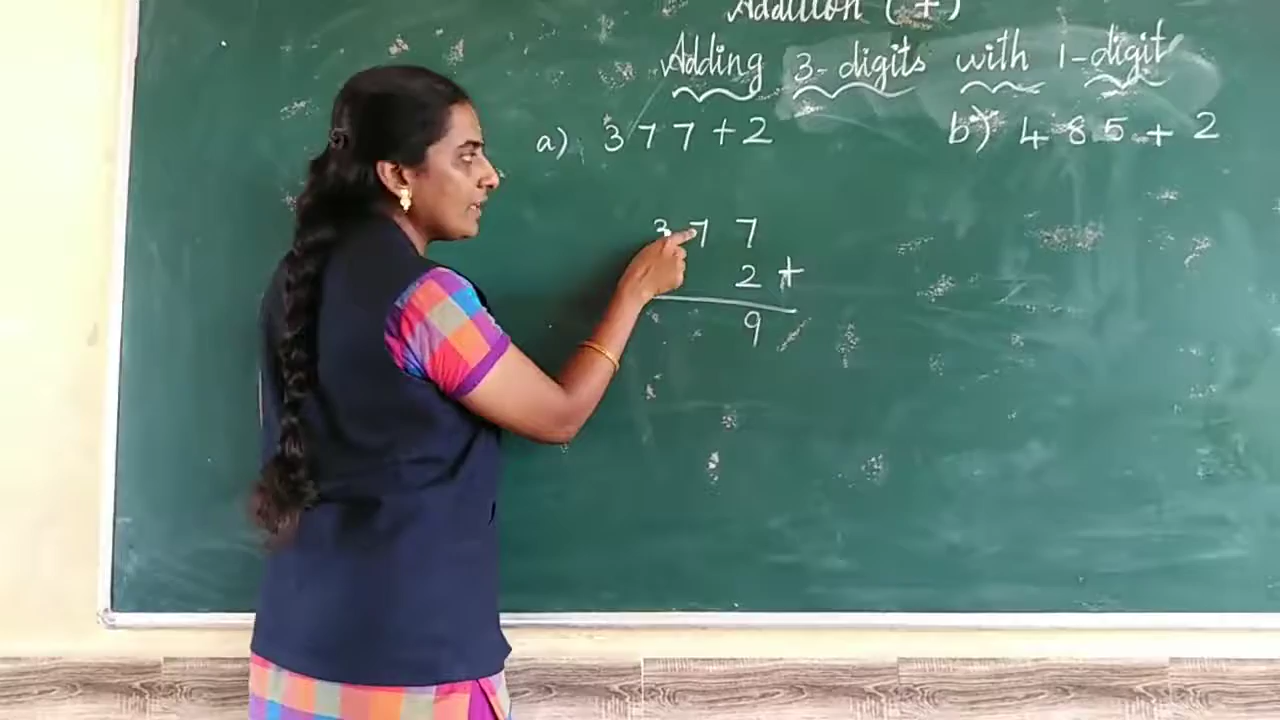 Addition (+)
Adding 3-digits with 1-digit
a) 377+2
b) 485+2
377
2+
9